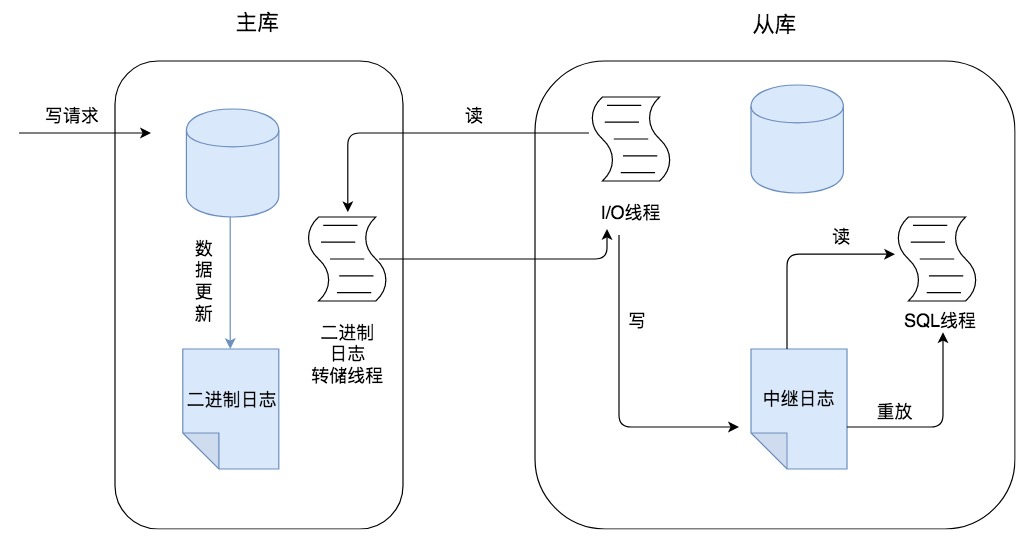 主库
从库
写请求
读
I/O线程
数
据
更
新
读
二进制
日志
转储线程
写
SQL线程
二进制日志
中继日志
重放